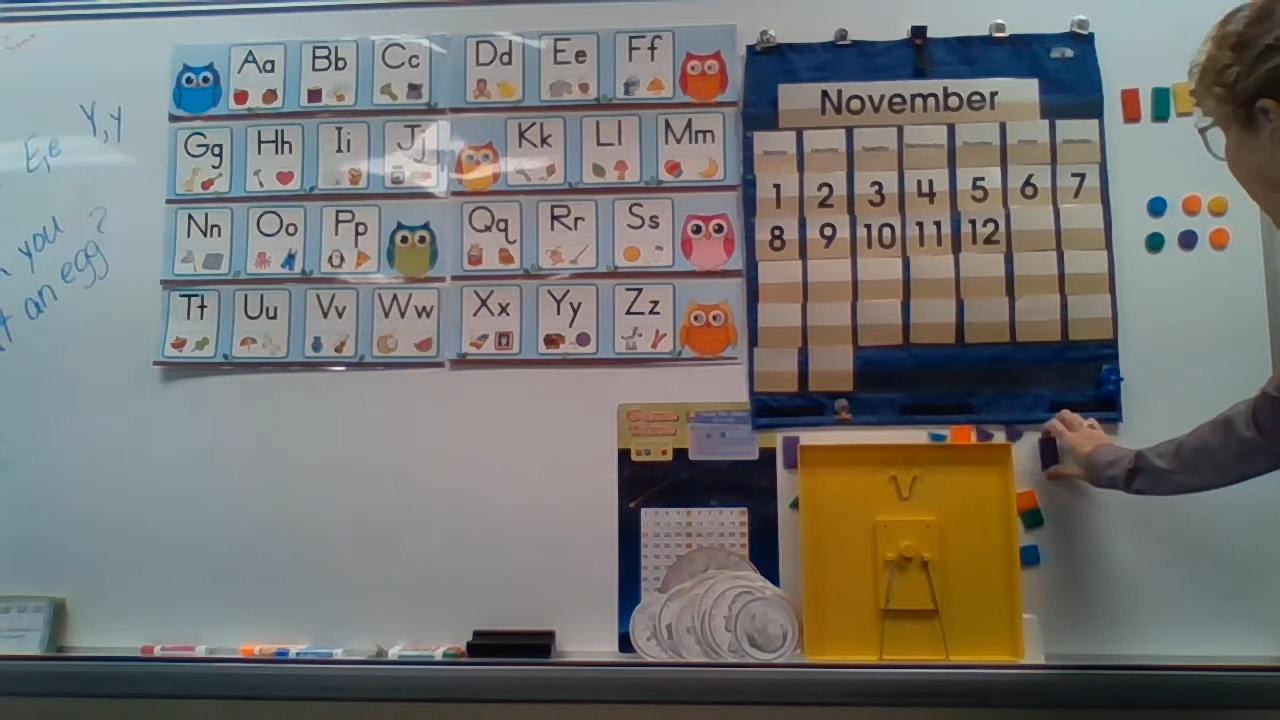 Y,y
E,e
you
an egg?
Aa Bb Cc Dd Ee Ff
Gg Hh Ii Jj Kk Ll Mm
Nn Oo Pp Qq Rr Ss
Tt Uu Vv Ww Xx Yy Zz
November
1 2 3 4 5 6 7
8 9 10 11 12